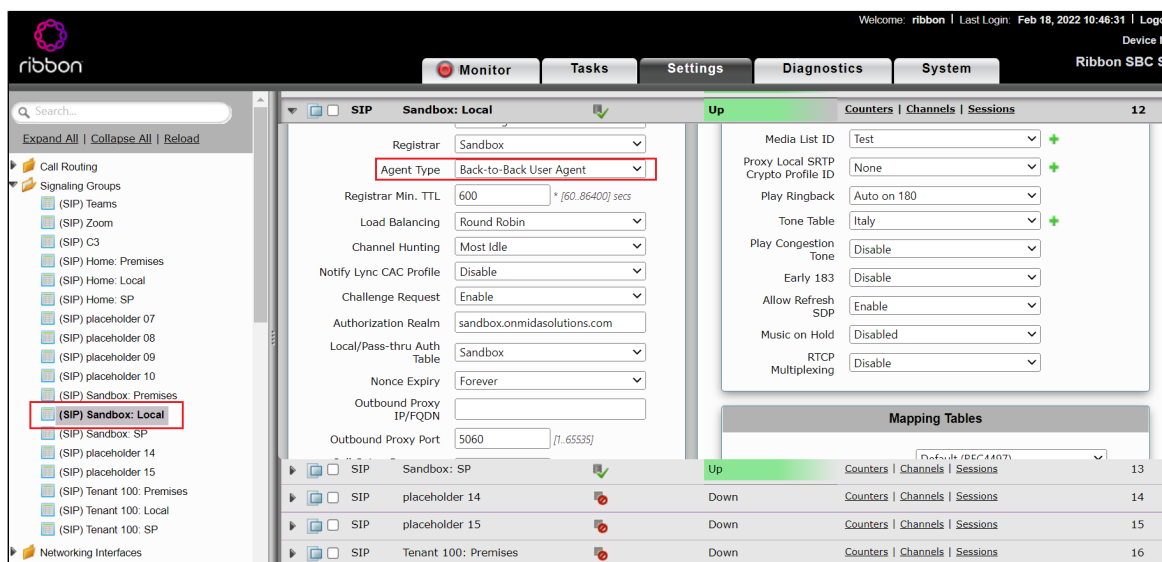 Welcome: ribbon | Last Login: Feb 18, 2022 10:46:31 |
Device
ribbon
Monitor Tasks Settings Diagnostics System
Ribbon SBC
Search...
Expand All | Collapse All | Reload
Call Routing
Signaling Groups
(SIP) Teams
(SIP) Zoom
(SIP) C3
(SIP) Home: Premises
(SIP) Home: Local
(SIP) Home: SP
(SIP) placeholder 07
(SIP) placeholder 08
(SIP) placeholder 09
(SIP) placeholder 10
(SIP) Sandbox: Premises
(SIP) Sandbox: Local
(SIP) Sandbox: SP
(SIP) placeholder 14
(SIP) placeholder 15
(SIP) Tenant 100: Premises
(SIP) Tenant 100: Local
(SIP) Tenant 100: SP
Networking Interfaces
SIP Sandbox: Local Up Counters | Channels | Sessions 12
Registrar Sandbox
Agent Type Back-to-Back User Agent
Registrar Min. TTL 600 * [60..86400] secs
Load Balancing Round Robin
Channel Hunting Most Idle
Notify Lync CAC Profile Disable
Challenge Request Enable
Authorization Realm sandbox.onmidasolutions.com
Local/Pass-thru Auth
Table Sandbox
Nonce Expiry Forever
Outbound Proxy
IP/FQDN
Outbound Proxy Port 5060 [1..65535]
Media List ID Test
Proxy Local SRTP
Crypto Profile ID None
Play Ringback Auto on 180
Tone Table Italy
Play Congestion
Tone Disable
Early 183 Disable
Allow Refresh
SDP Enable
Music on Hold Disabled
RTCP
Multiplexing Disable
Mapping Tables
Default (RFC4497)
SIP Sandbox: SP Up Counters | Channels | Sessions 13
SIP placeholder 14 Down Counters | Channels | Sessions 14
SIP placeholder 15 Down Counters | Channels | Sessions 15
SIP Tenant 100: Premises Down Counters | Channels | Sessions 16